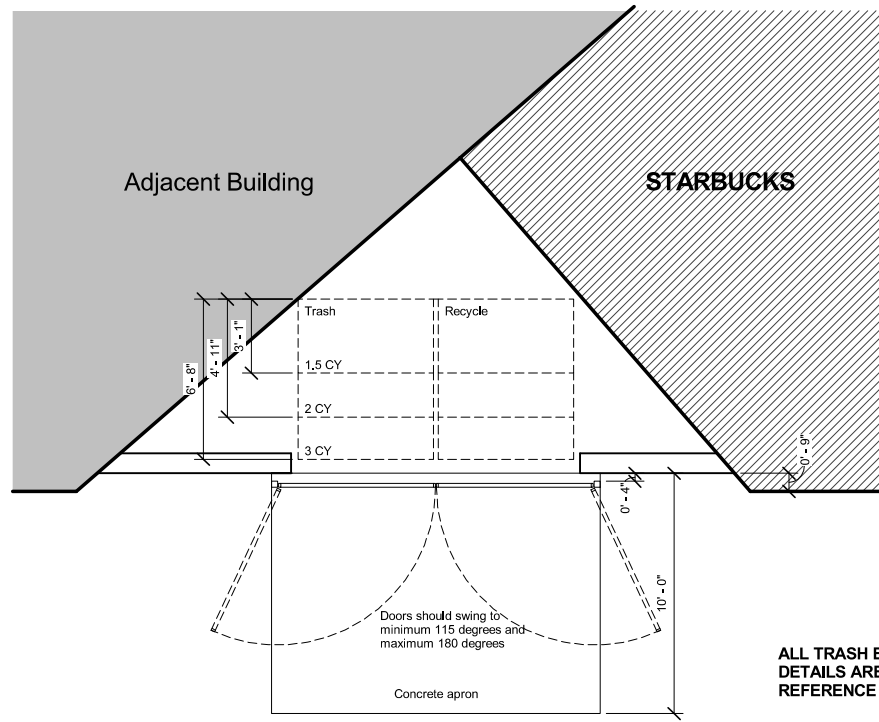 Adjacent Building
STARBUCKS
Trash
Recycle
3' - 1"
4' - 11"
6' - 8"
1.5 CY
2 CY
3 CY
0' - 9"
0' - 4"
10' - 0"
Doors should swing to
minimum 115 degrees and
maximum 180 degrees
Concrete apron
ALL TRASH
DETAILS ARE
REFERENCE